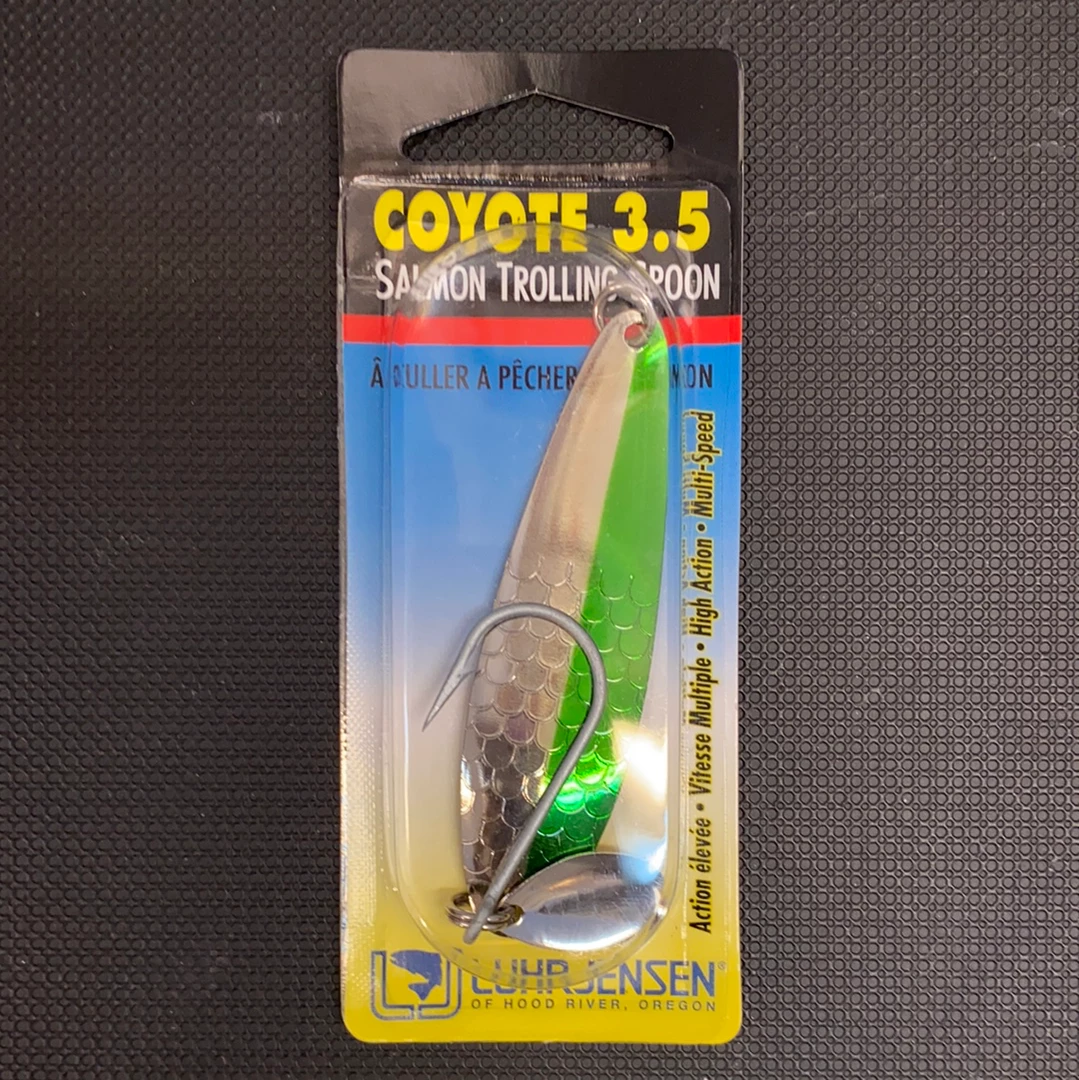 COYOTE 3.5
SALMON TROLLING SPOON
À CUILLER A PÊCHER
Action élevée • Vitesse Multiple • High Action • Multi-Speed
LUHR JENSEN®
OF HOOD RIVER, OREGON